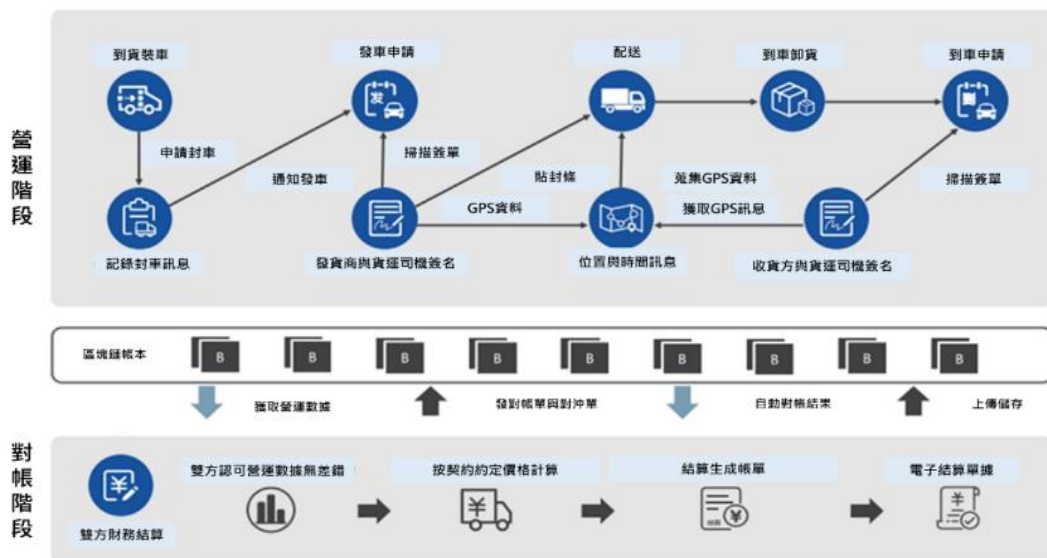 營運階段
到貨裝車
發車申請
配送
到車卸貨
到車申請
发
到
申請封車
通知發車
掃描簽單
貼封條
GPS資料
蒐集GPS資料
獲取GPS訊息
掃描簽單
記錄封車訊息
發貨商與貨運司機簽名
位置與時間訊息
收貨方與貨運司機簽名
區塊鏈帳本
B
B
B
B
B
B
B
B
B
獲取營運數據
發對帳單與對沖單
自動對帳結果
上傳儲存
對帳階段
雙方認可營運數據無差錯
按契約約定價格計算
結算生成帳單
電子結算單據
¥
¥
¥
¥
雙方財務結算